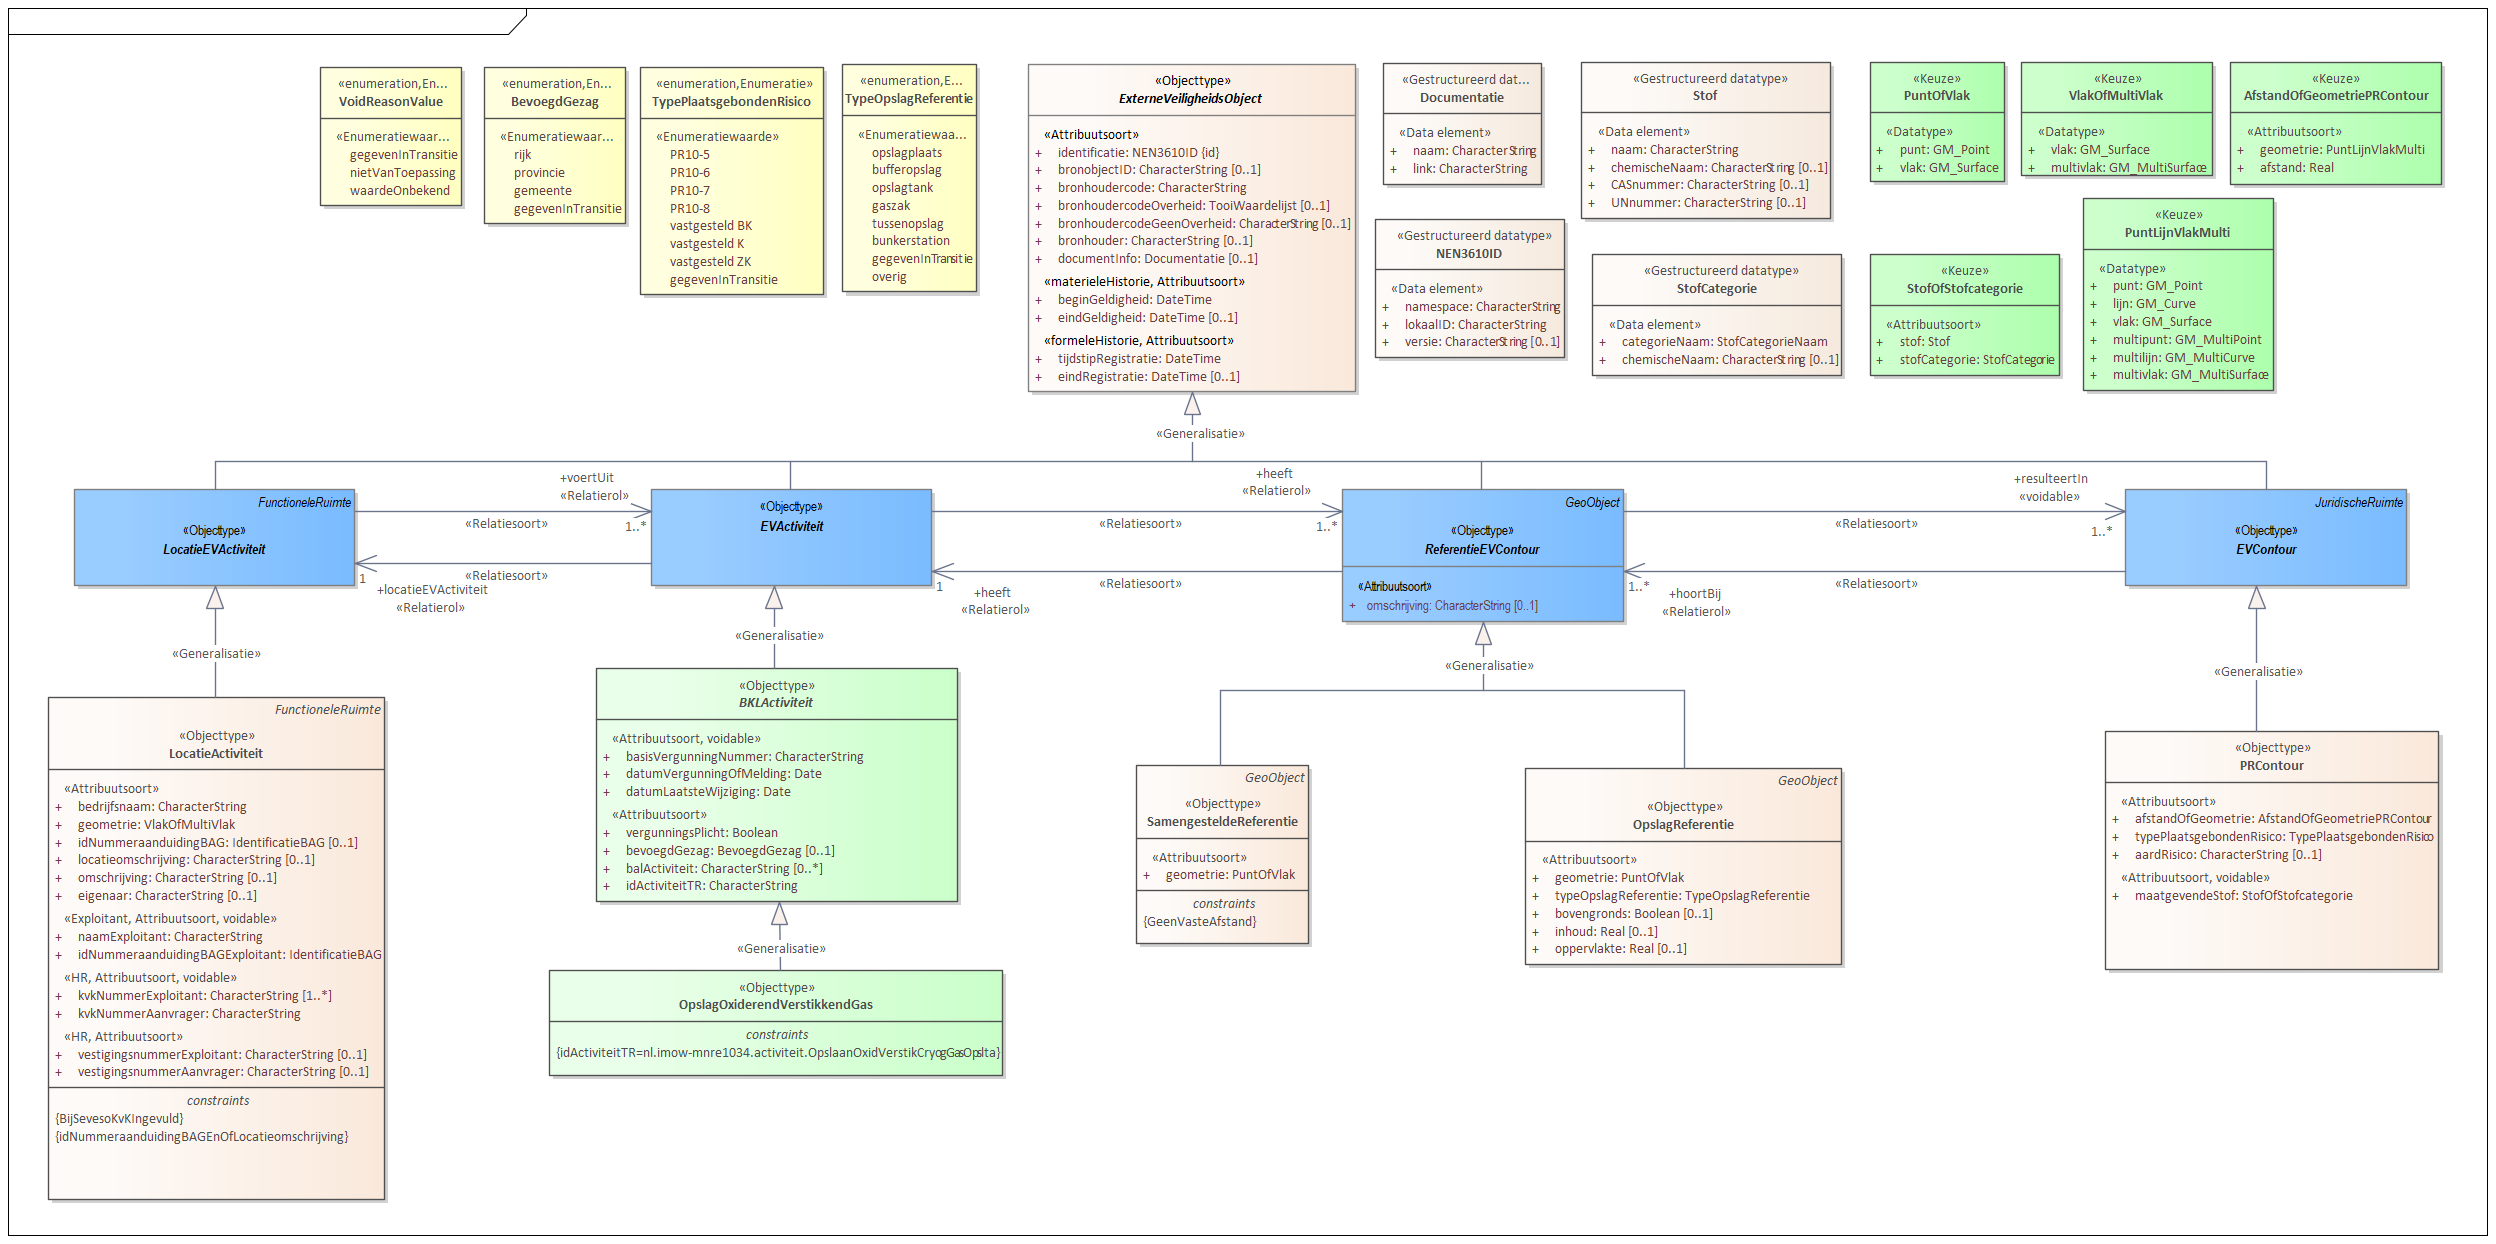 «enumeration,En...
VoidReasonValue
«Enumeratiewaar...
gegevenInTransitie
nietVanToepassing
waardeOnbekend
«enumeration,En...
BevoegdGezag
«Enumeratiewaar...
rijk
provincie
gemeente
gegevenInTransitie
«enumeration,Enumeratie»
TypePlaatsgebondenRisico
«Enumeratiewaarde»
PR10-5
PR10-6
PR10-7
PR10-8
vastgesteld BK
vastgesteld K
vastgesteld ZK
gegevenInTransitie
«enumeration,E...
TypeOpslagReferentie
«Enumeratiewaa...
opslagplaats
bufferopslag
opslagtank
gaszak
tussenopslag
bunkerstation
gegevenInTransitie
overig
«Objecttype»
ExterneVeiligheidsObject
«Attribuutsoort»
+ identificatie: NEN3610ID {id}
+ bronobjectID: CharacterString [0..1]
+ bronhoudercode: CharacterString
+ bronhoudercodeOverheid: TooiWaardelijst [0..1]
+ bronhoudercodeGeenOverheid: CharacterString [0..1]
+ bronhouder: CharacterString [0..1]
+ documentInfo: Documentatie [0..1]
«materieleHistorie, Attribuutsoort»
+ beginGeldigheid: DateTime
+ eindGeldigheid: DateTime [0..1]
«formeleHistorie, Attribuutsoort»
+ tijdstipRegistratie: DateTime
+ eindRegistratie: DateTime [0..1]
«Gestructureerd dat...
Documentatie
«Data element»
+ naam: CharacterString
+ link: CharacterString
«Gestructureerd datatype»
NEN3610ID
«Data element»
+ namespace: CharacterString
+ lokaalID: CharacterString
+ versie: CharacterString [0..1]
«Gestructureerd datatype»
Stof
«Data element»
+ naam: CharacterString
+ chemischeNaam: CharacterString [0..1]
+ CASnummer: CharacterString [0..1]
+ UNnummer: CharacterString [0..1]
«Gestructureerd datatype»
StofCategorie
«Data element»
+ categorieNaam: StofCategorieNaam
+ chemischeNaam: CharacterString [0..1]
«Keuze»
PuntOfVlak
«Datatype»
+ punt: GM_Point
+ vlak: GM_Surface
«Keuze»
VlakOfMultiVlak
«Datatype»
+ vlak: GM_Surface
+ multivlak: GM_MultiSurface
«Keuze»
AfstandOfGeometriePRContour
«Attribuutsoort»
+ geometrie: PuntLijnVlakMulti
+ afstand: Real
«Keuze»
StofOfStofcategorie
«Attribuutsoort»
+ stof: Stof
+ stofCategorie: StofCategorie
«Keuze»
PuntLijnVlakMulti
«Datatype»
+ punt: GM_Point
+ lijn: GM_Curve
+ vlak: GM_Surface
+ multipunt: GM_MultiPoint
+ multilijn: GM_MultiCurve
+ multivlak: GM_MultiSurface
«Generalisatie»
FunctioneleRuimte
«Objecttype»
LocatieEVActiviteit
+voertUit
«Relatierol»
1..*
«Relatiesoort»
«Relatiesoort»
1
+locatieEVActiviteit
«Relatierol»
«Objecttype»
EVActiviteit
+heeft
«Relatierol»
1..*
«Relatiesoort»
«Relatiesoort»
1
+heeft
«Relatierol»
GeoObject
«Objecttype»
ReferentieEVContour
«Attribuutsoort»
+ omschrijving: CharacterString [0..1]
+resulteertIn
«voidable»
1..*
«Relatiesoort»
«Relatiesoort»
1..*
+hoortBij
«Relatierol»
JuridischeRuimte
«Objecttype»
EVContour
«Generalisatie»
«Generalisatie»
«Generalisatie»
«Generalisatie»
FunctioneleRuimte
«Objecttype»
LocatieActiviteit
«Attribuutsoort»
+ bedrijfsnaam: CharacterString
+ geometrie: VlakOfMultiVlak
+ idNummeraanduidingBAG: IdentificatieBAG [0..1]
+ locatieomschrijving: CharacterString [0..1]
+ omschrijving: CharacterString [0..1]
+ eigenaar: CharacterString [0..1]
«Exploitant, Attribuutsoort, voidable»
+ naamExploitant: CharacterString
+ idNummeraanduidingBAGExploitant: IdentificatieBAG
«HR, Attribuutsoort, voidable»
+ kvkNummerExploitant: CharacterString [1..*]
+ kvkNummerAanvrager: CharacterString
«HR, Attribuutsoort»
+ vestigingsnummerExploitant: CharacterString [0..1]
+ vestigingsnummerAanvrager: CharacterString [0..1]
constraints
{BijSevesoKvKIngevuld}
{idNummeraanduidingBAGEnOfLocatieomschrijving}
«Objecttype»
BKLActiviteit
«Attribuutsoort, voidable»
+ basisVergunningNummer: CharacterString
+ datumVergunningOfMelding: Date
+ datumLaatsteWijziging: Date
«Attribuutsoort»
+ vergunningsPlicht: Boolean
+ bevoegdGezag: BevoegdGezag [0..1]
+ balActiviteit: CharacterString [0..*]
+ idActiviteitTR: CharacterString
«Generalisatie»
«Objecttype»
OpslagOxiderendVerstikkendGas
constraints
{idActiviteitTR=nl.imow-mnre1034.activiteit.OpslaanOxidVerstikCryogGasOpslta}
GeoObject
«Objecttype»
SamengesteldeReferentie
«Attribuutsoort»
+ geometrie: PuntOfVlak
constraints
{GeenVasteAfstand}
GeoObject
«Objecttype»
OpslagReferentie
«Attribuutsoort»
+ geometrie: PuntOfVlak
+ typeOpslagReferentie: TypeOpslagReferentie
+ bovengronds: Boolean [0..1]
+ inhoud: Real [0..1]
+ oppervlakte: Real [0..1]
«Objecttype»
PRContour
«Attribuutsoort»
+ afstandOfGeometrie: AfstandOfGeometriePRContour
+ typePlaatsgebondenRisico: TypePlaatsgebondenRisico
+ aardRisico: CharacterString [0..1]
«Attribuutsoort, voidable»
+ maatgevendeStof: StofOfStofcategorie